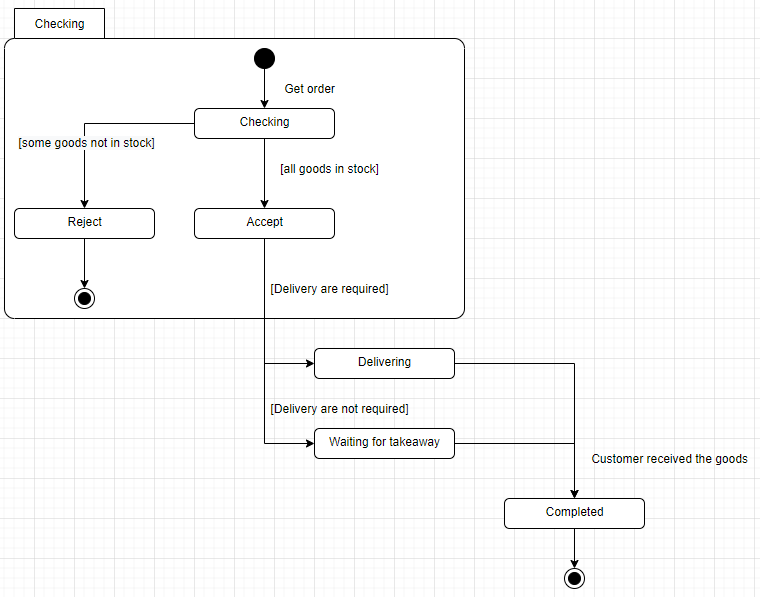 Checking
Get order
Checking
[some goods not in stock]
[all goods in stock]
Reject
Accept
[Delivery are required]
Delivering
[Delivery are not required]
Waiting for takeaway
Customer received the goods
Completed